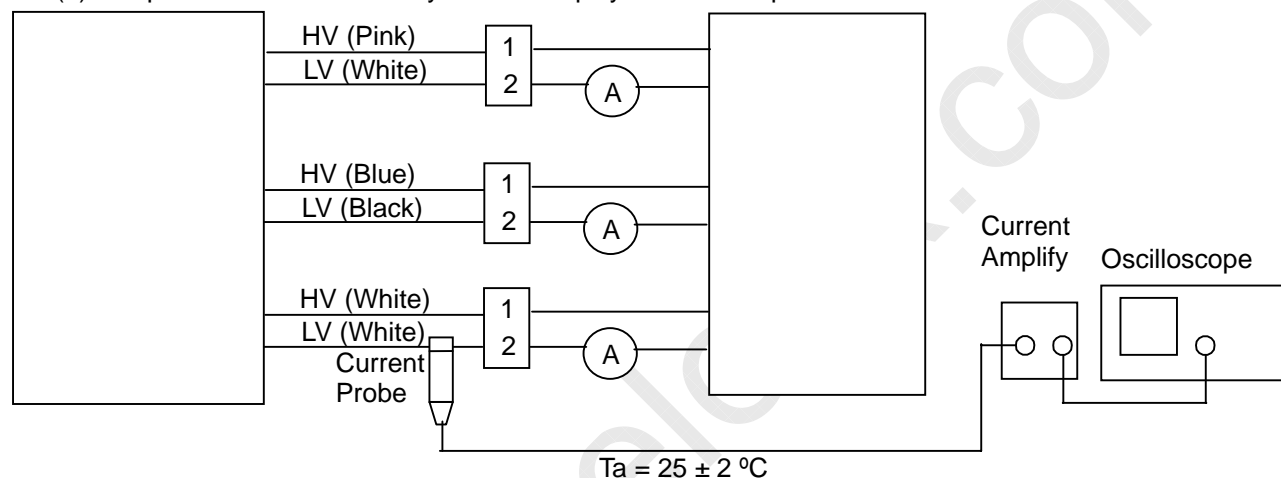 HV (Pink)
LV (White)
1
2
A
HV (Blue)
LV (Black)
1
2
A
HV (White)
LV (White)
1
2
A
Current
Probe
Current
Amplify
Oscilloscope
Ta = 25 ± 2 ºC